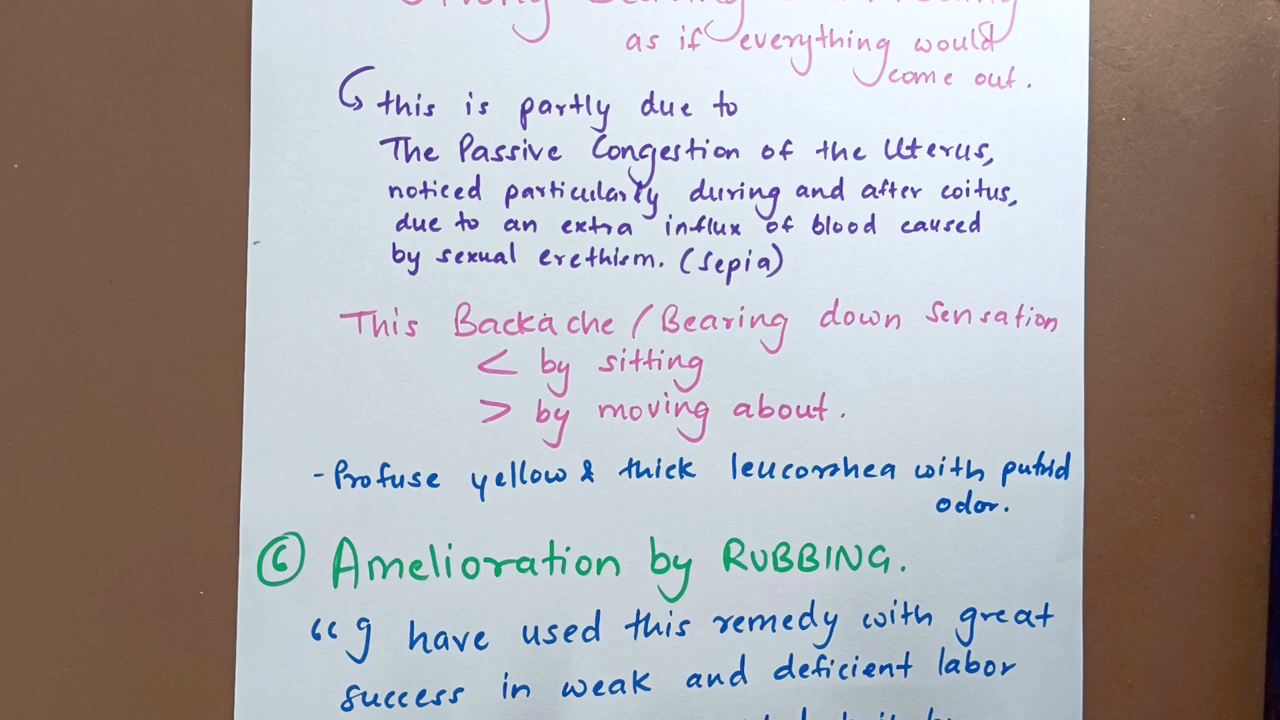 Strong Bearing
as if everything would
come out.
this is partly due to
The Passive Congestion of the Uterus,
noticed particularly during and after coitus,
due to an extra influx of blood caused
by sexual erethism. (Sepia)
This Backache / Bearing down sensation
< by sitting
> by moving about.
- Profuse yellow & thick leucorrhea with putrid
odor.
6 Amelioration by RUBBING.
"I have used this remedy with great
success in weak and deficient labor